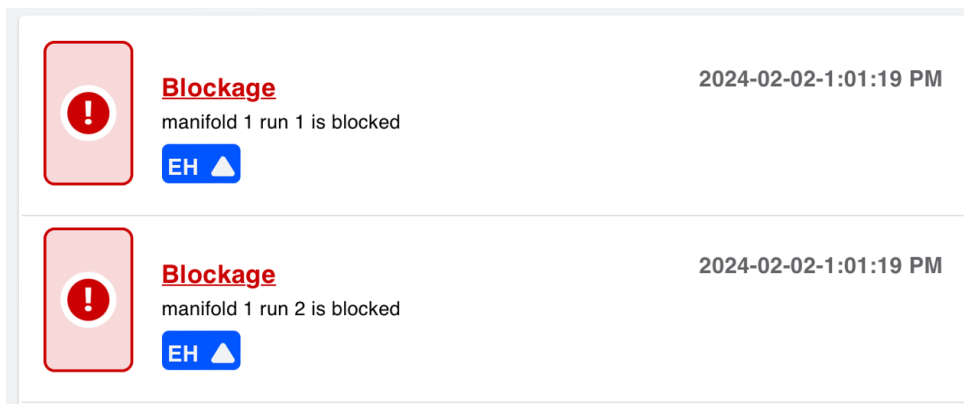 Blockage
2024-02-02-1:01:19 PM
manifold 1 run 1 is blocked
EH
Blockage
2024-02-02-1:01:19 PM
manifold 1 run 2 is blocked
EH